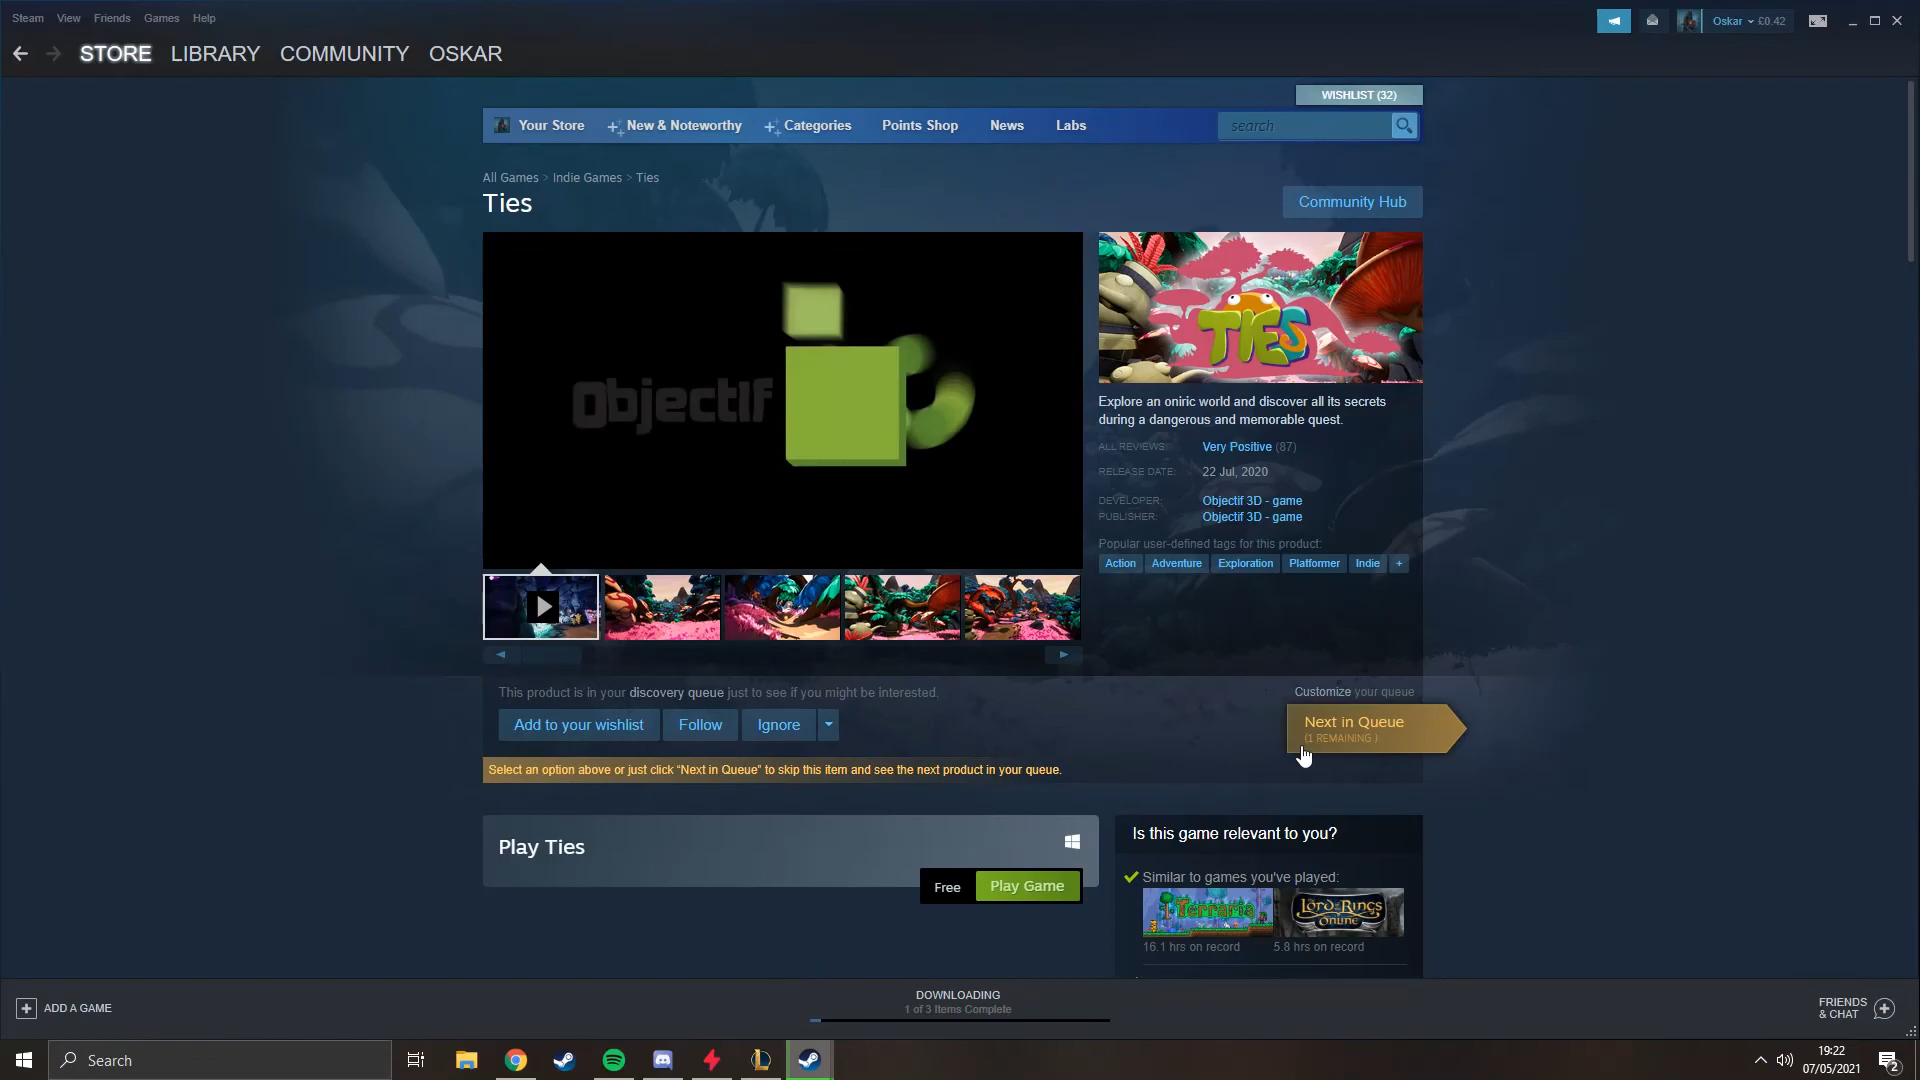 Steam View Friends Games Help
Oskar £0.42
STORE LIBRARY COMMUNITY OSKAR
WISHLIST (32)
Your Store New & Noteworthy Categories Points Shop News Labs search
All Games > Indie Games > Ties
Ties
Community Hub
ObjectIf
TIES
Explore an oniric world and discover all its secrets
during a dangerous and memorable quest.
ALL REVIEWS: Very Positive (87)
RELEASE DATE: 22 Jul, 2020
DEVELOPER: Objectif 3D - game
PUBLISHER: Objectif 3D - game
Popular user-defined tags for this product:
Action Adventure Exploration Platformer Indie +
This product is in your discovery queue just to see if you might be interested.
Customize your queue
Add to your wishlist Follow Ignore
Next in Queue
(1 REMAINING )
Select an option above or just click “Next in Queue” to skip this item and see the next product in your queue.
Play Ties
Free Play Game
Is this game relevant to you?
Similar to games you've played:
Terraria
The Lord of the Rings Online
16.1 hrs on record 5.8 hrs on record
ADD A GAME
DOWNLOADING
1 of 3 Items Complete
FRIENDS
& CHAT
Search
19:22
07/05/2021
2